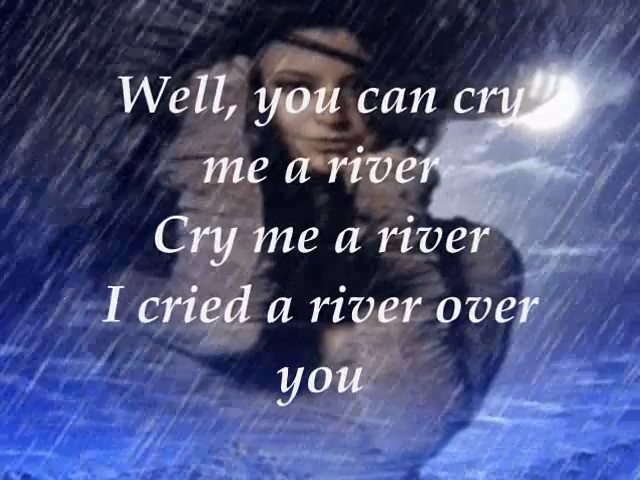 Well, you can cry
me a river
Cry me a river
I cried a river over
you